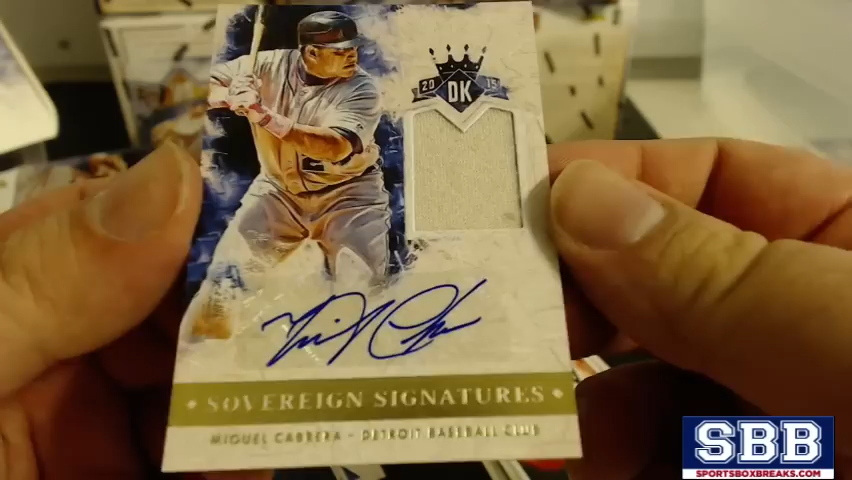 20 DK 15
SOVEREIGN SIGNATURES
MIGUEL CABRERA - DETROIT BASEBALL CLUB
SBB
SPORTSBOXBREAKS.COM